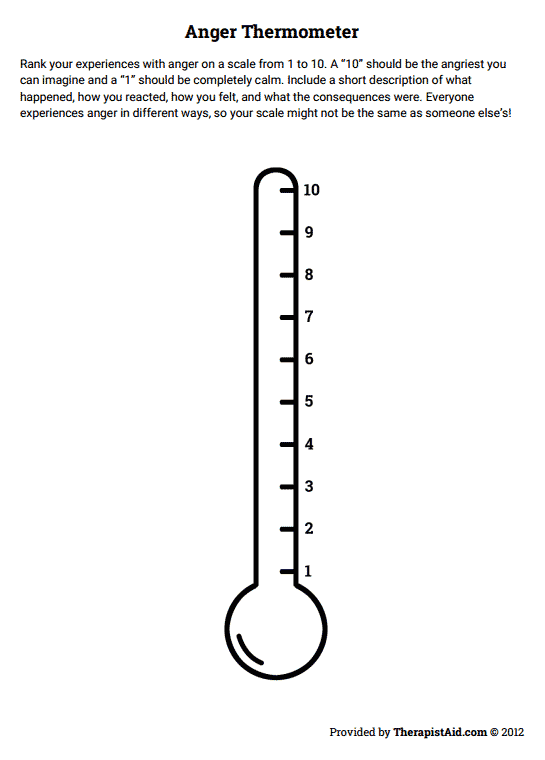 Anger Thermometer
Rank your experiences with anger on a scale from 1 to 10. A “10” should be the angriest you
can imagine and a “1” should be completely calm. Include a short description of what
happened, how you reacted, how you felt, and what the consequences were. Everyone
experiences anger in different ways, so your scale might not be the same as someone else’s!
10
9
8
7
6
5
4
3
2
1
Provided by TherapistAid.com © 2012